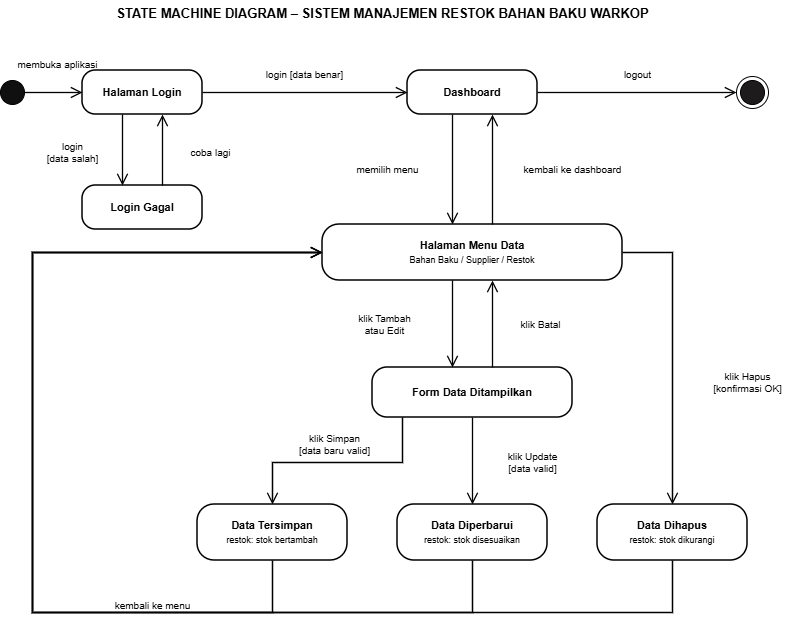 STATE MACHINE DIAGRAM – SISTEM MANAJEMEN RESTOK BAHAN BAKU WARKOP
membuka aplikasi
Halaman Login
login [data benar]
Dashboard
logout
login
[data salah]
coba lagi
Login Gagal
memilih menu
kembali ke dashboard
Halaman Menu Data
Bahan Baku / Supplier / Restok
klik Tambah
atau Edit
klik Batal
klik Hapus
[konfirmasi OK]
Form Data Ditampilkan
klik Simpan
[data baru valid]
klik Update
[data valid]
Data Tersimpan
restok: stok bertambah
Data Diperbarui
restok: stok disesuaikan
Data Dihapus
restok: stok dikurangi
kembali ke menu